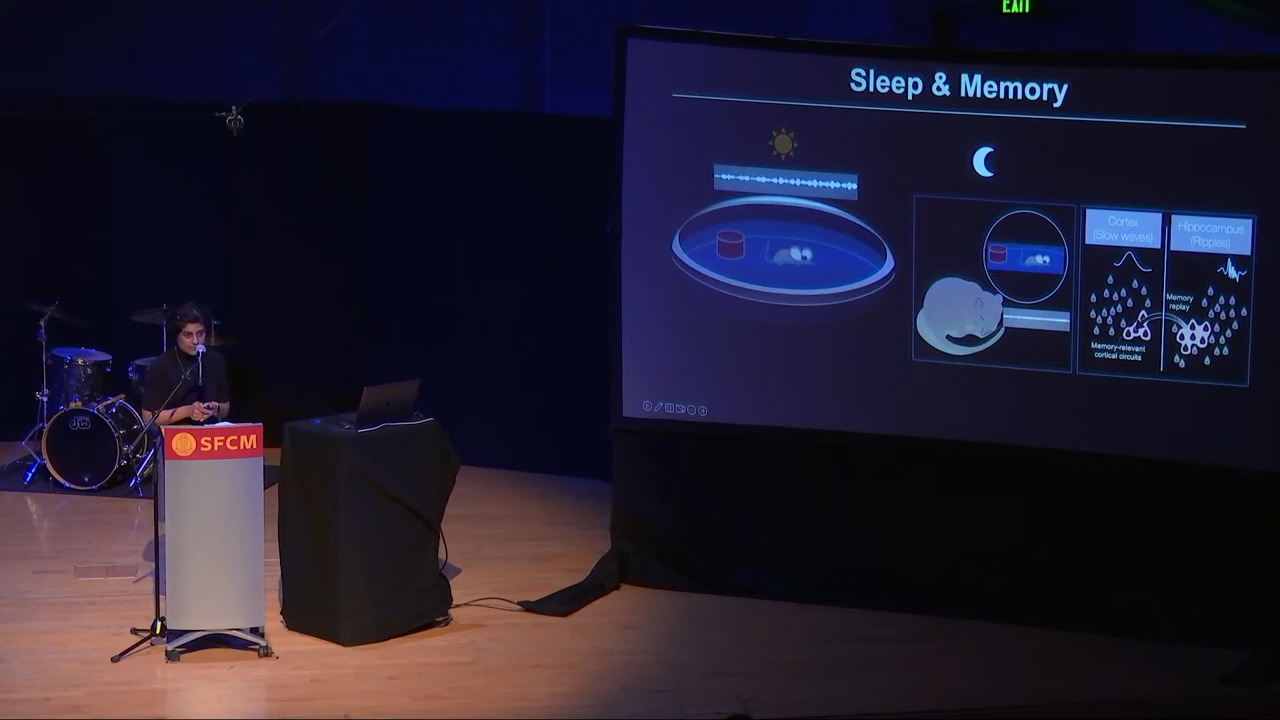 EXIT
Sleep & Memory
Cortex
(Slow waves)
Hippocampus
(Ripples)
Memory
replay
Memory-relevant
cortical circuits
SFCM